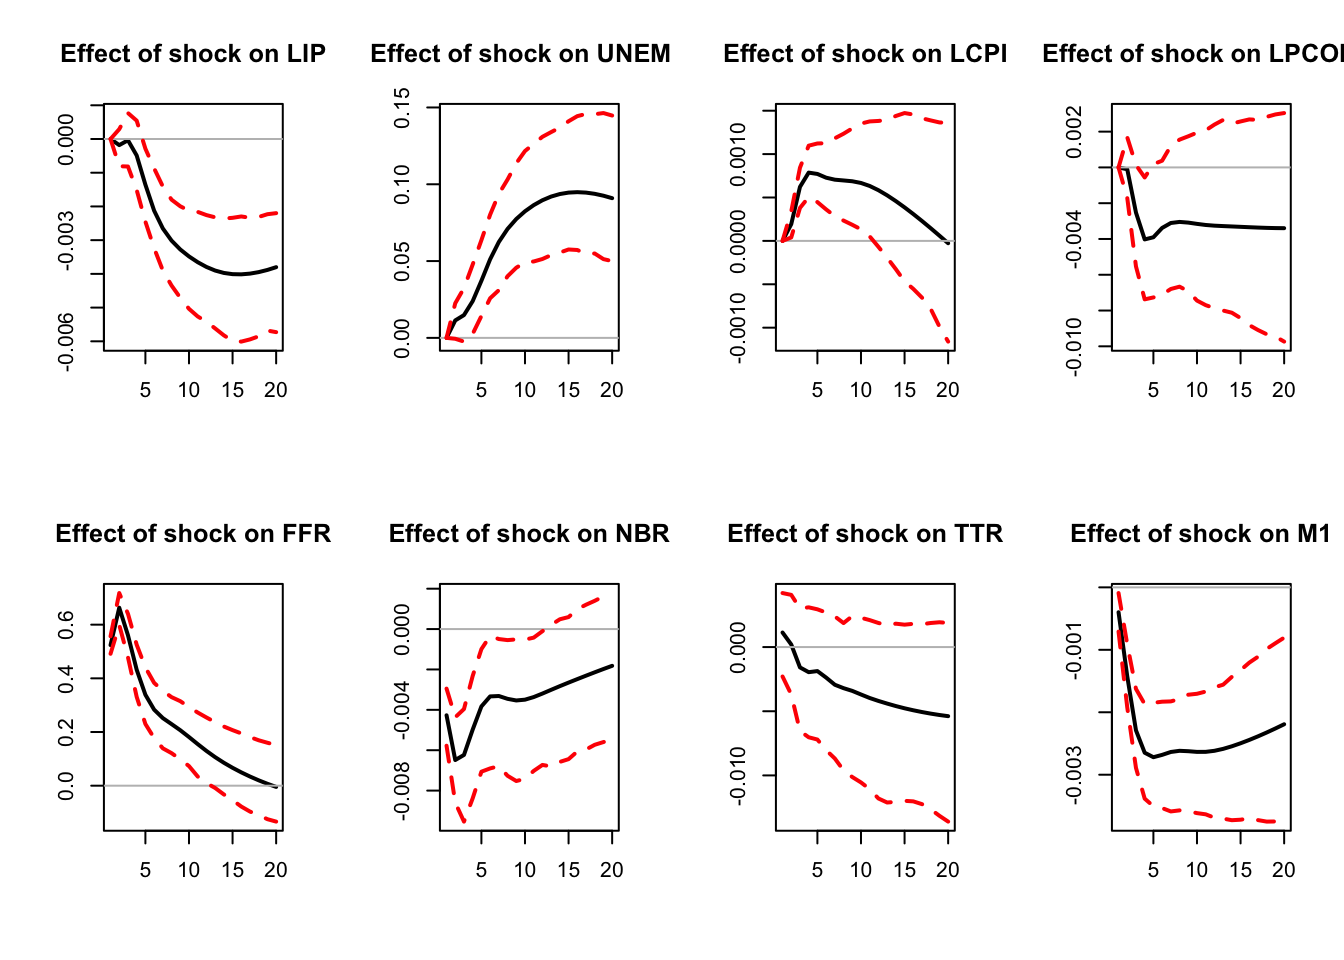 Effect of shock on LIP
0.000
-0.003
-0.006
5 10 15 20
Effect of shock on UNEM
0.15
0.10
0.05
0.00
5 10 15 20
Effect of shock on LCPI
0.0010
0.0000
-0.0010
5 10 15 20
Effect of shock on LPCO
0.002
-0.004
-0.010
5 10 15 20
Effect of shock on FFR
0.6
0.4
0.2
0.0
5 10 15 20
Effect of shock on NBR
0.000
-0.004
-0.008
5 10 15 20
Effect of shock on TTR
0.000
-0.010
5 10 15 20
Effect of shock on M1
-0.001
-0.003
5 10 15 20